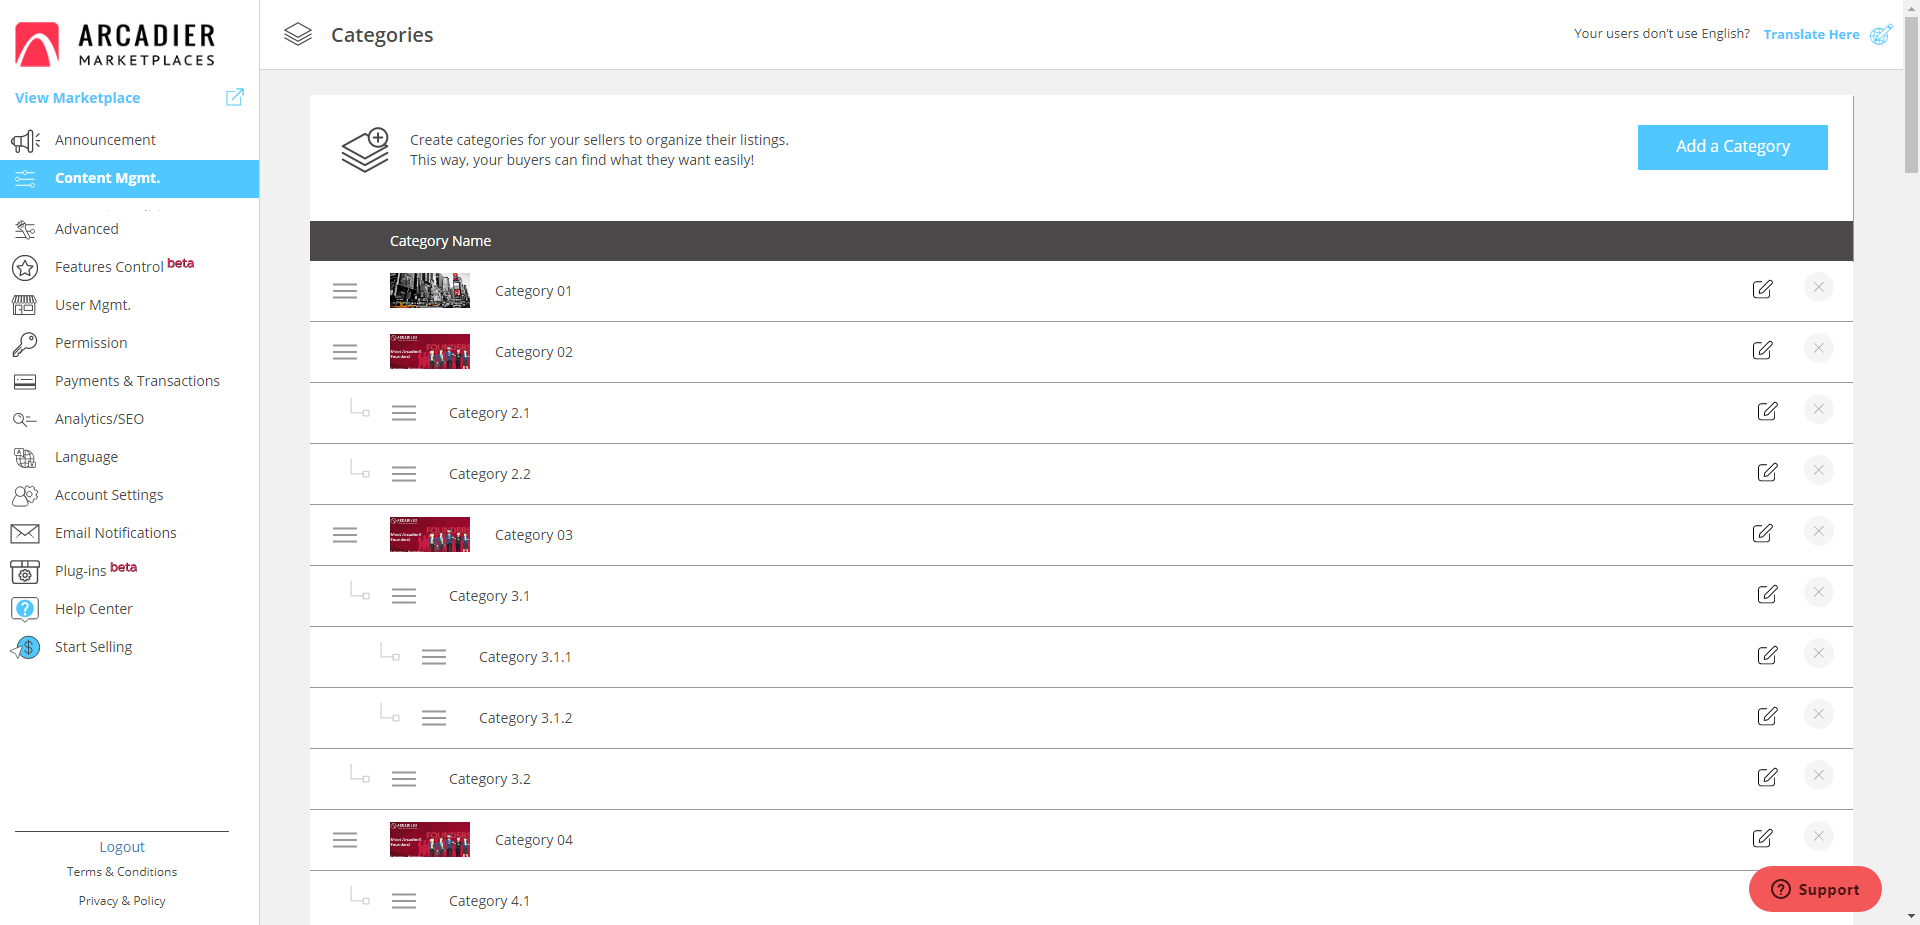 ARCADIER
MARKETPLACES
View Marketplace
Announcement
Content Mgmt.
Advanced
Features Control beta
User Mgmt.
Permission
Payments & Transactions
Analytics/SEO
Language
Account Settings
Email Notifications
Plug-ins beta
Help Center
Start Selling
Logout
Terms & Conditions
Privacy & Policy
Categories
Your users don't use English? Translate Here
Create categories for your sellers to organize their listings.
This way, your buyers can find what they want easily!
Add a Category
Category Name
Category 01
Category 02
Category 2.1
Category 2.2
Category 03
Category 3.1
Category 3.1.1
Category 3.1.2
Category 3.2
Category 04
Category 4.1
Support